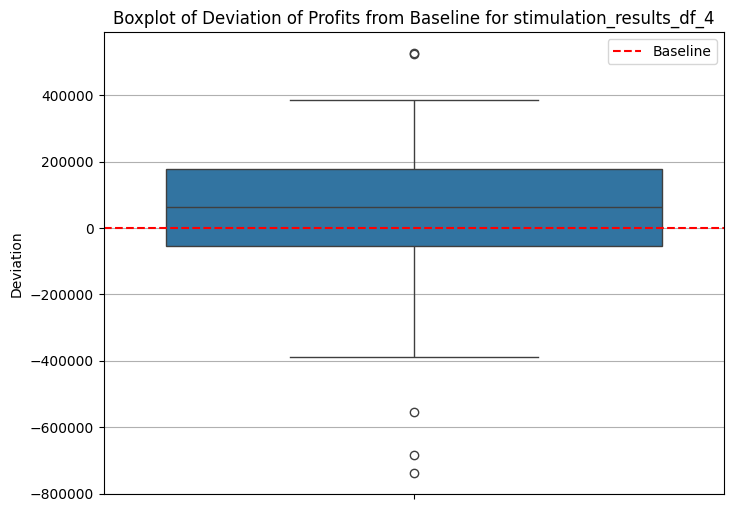 Boxplot of Deviation of Profits from Baseline for stimulation_results_df_4
Baseline
400000
200000
0
−200000
−400000
−600000
−800000
Deviation